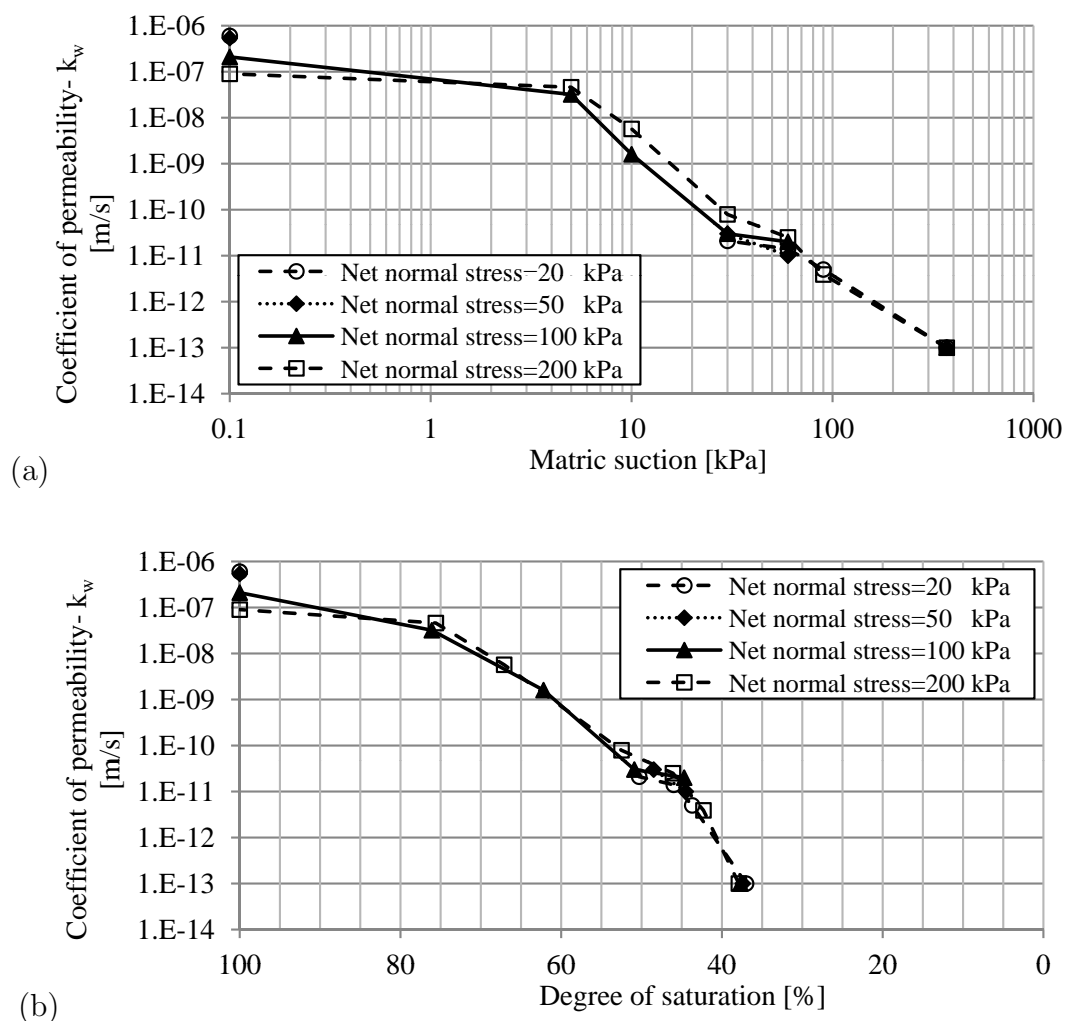 1.E-06
1.E-07
1.E-08
1.E-09
1.E-10
1.E-11
1.E-12
1.E-13
1.E-14
Coefficient of permeability- kw
[m/s]
Net normal stress=20 kPa
Net normal stress=50 kPa
Net normal stress=100 kPa
Net normal stress=200 kPa
0.1 1 10 100 1000
Matric suction [kPa]
(a)
1.E-06
1.E-07
1.E-08
1.E-09
1.E-10
1.E-11
1.E-12
1.E-13
1.E-14
Coefficient of permeability- kw
[m/s]
Net normal stress=20 kPa
Net normal stress=50 kPa
Net normal stress=100 kPa
Net normal stress=200 kPa
100 80 60 40 20 0
Degree of saturation [%]
(b)